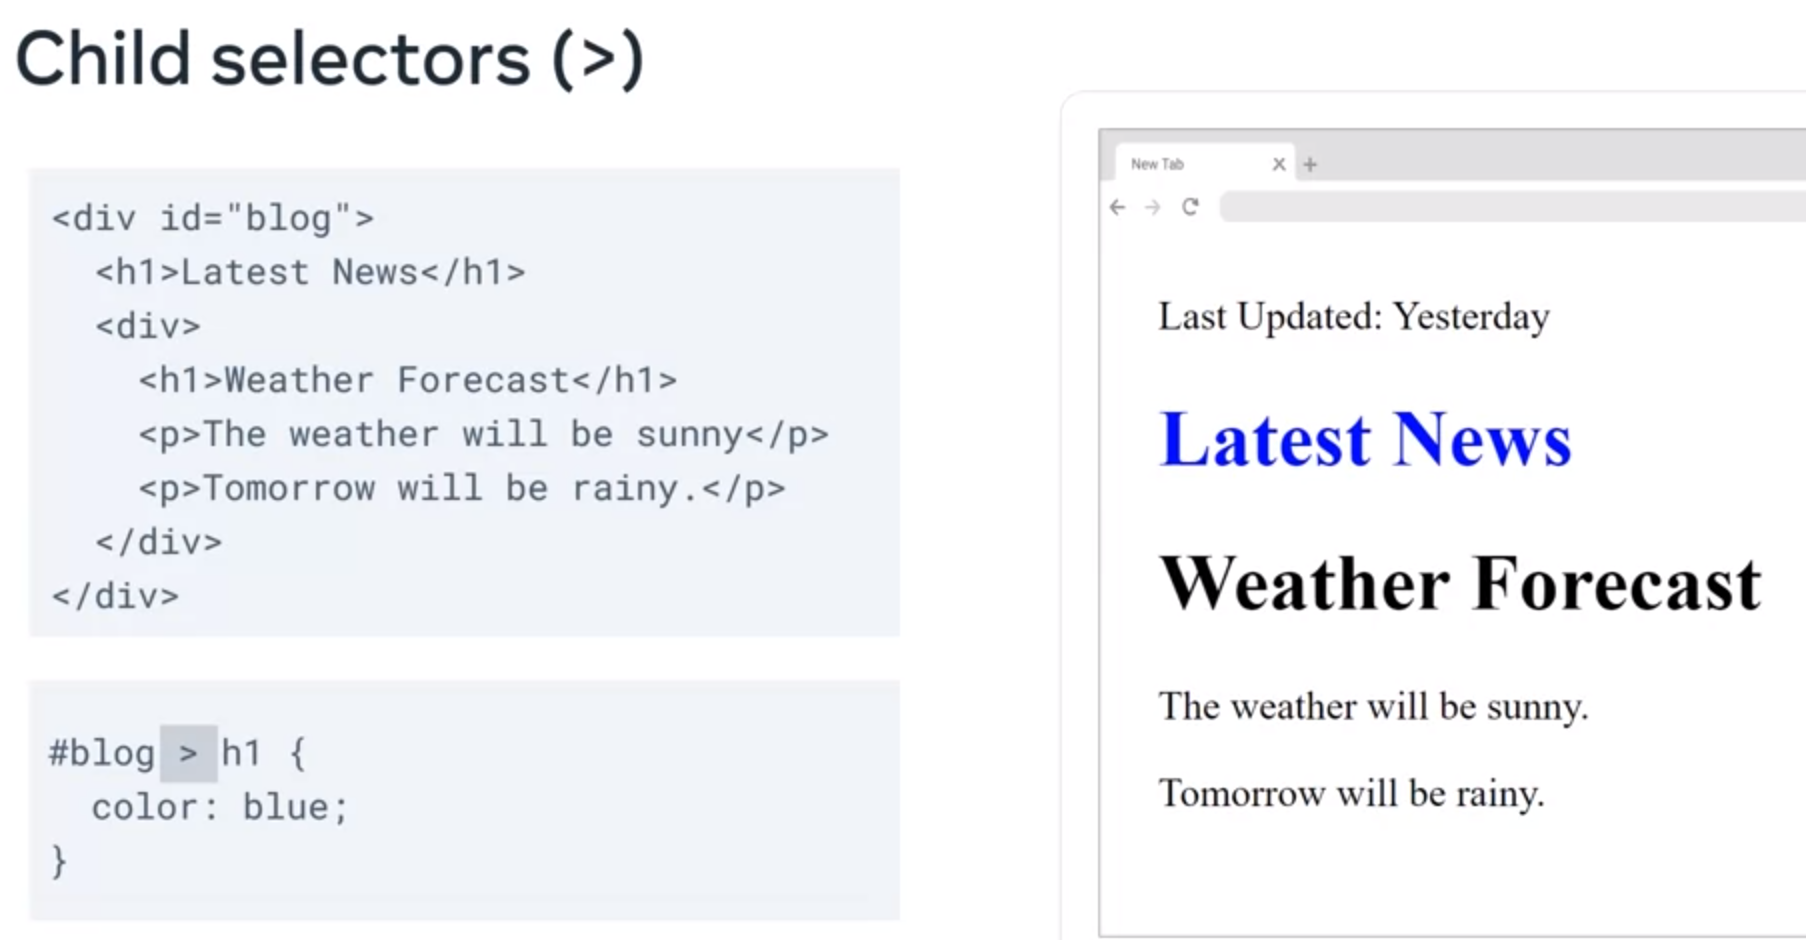 Child selectors (>)
<div id="blog">
  <h1>Latest News</h1>
  <div>
    <h1>Weather Forecast</h1>
    <p>The weather will be sunny</p>
    <p>Tomorrow will be rainy.</p>
  </div>
</div>
#blog > h1 {
  color: blue;
}
New Tab
Last Updated: Yesterday
Latest News
Weather Forecast
The weather will be sunny.
Tomorrow will be rainy.